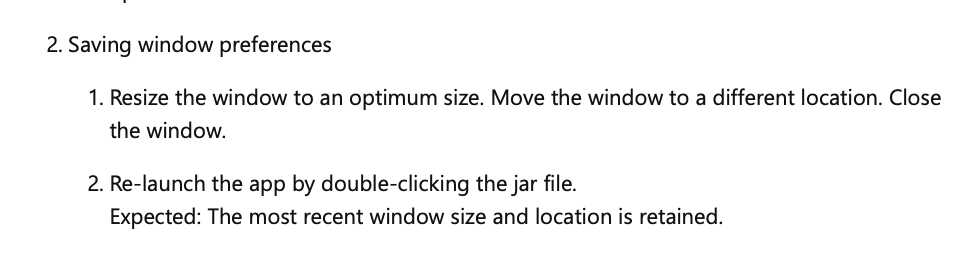 2. Saving window preferences
1. Resize the window to an optimum size. Move the window to a different location. Close
the window.
2. Re-launch the app by double-clicking the jar file.
Expected: The most recent window size and location is retained.